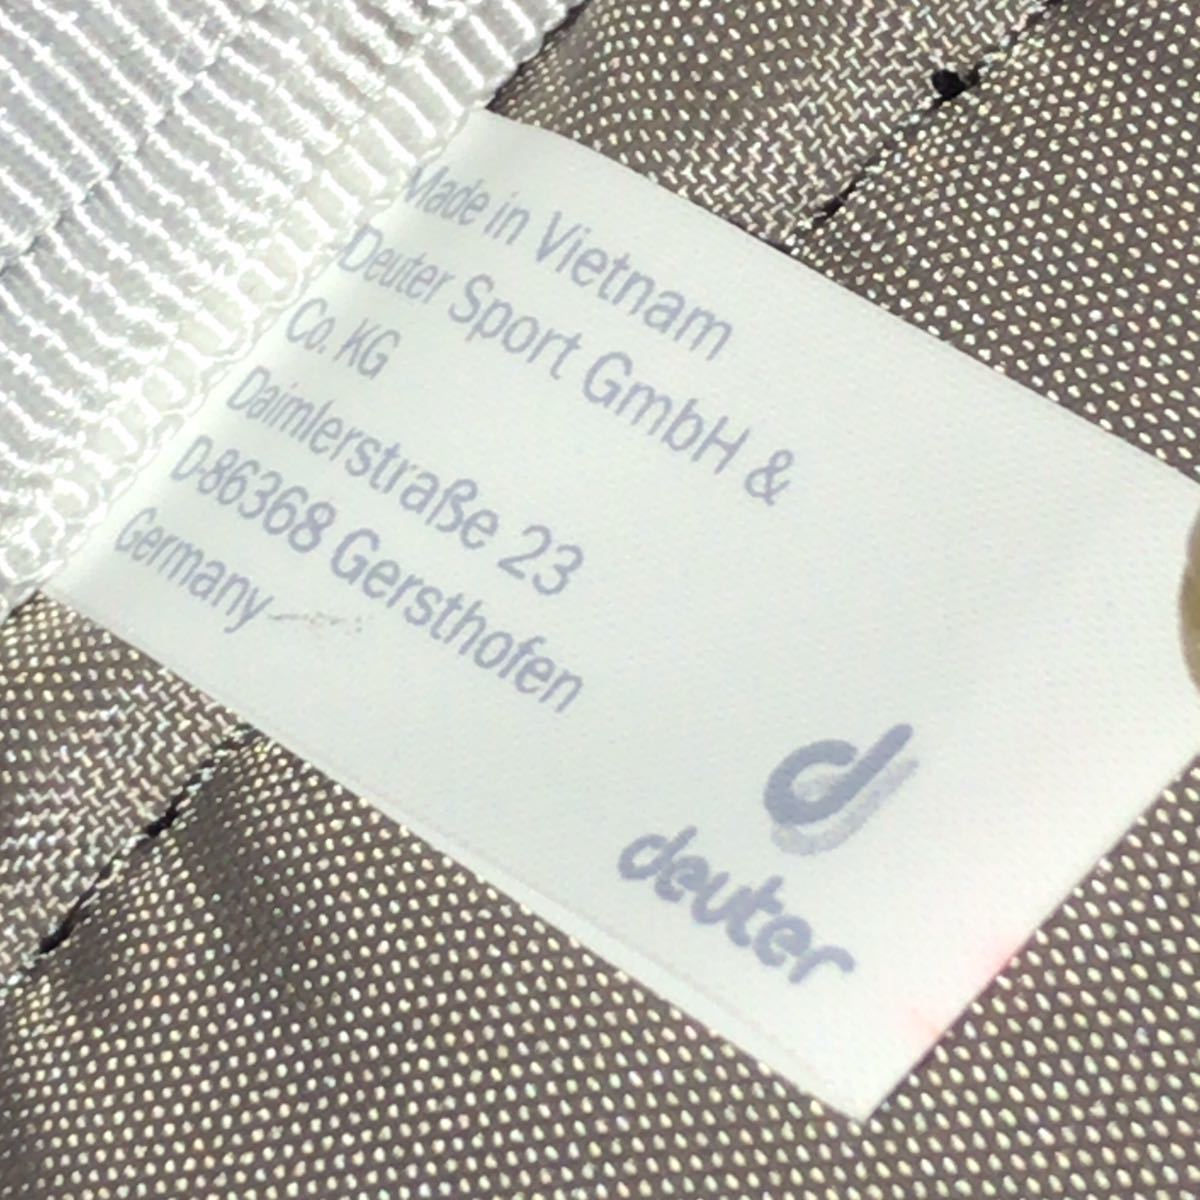 Made in Vietnam
Deuter Sport GmbH &
Co. KG
Daimlerstraße 23
D-86368 Gersthofen
Germany
deuter